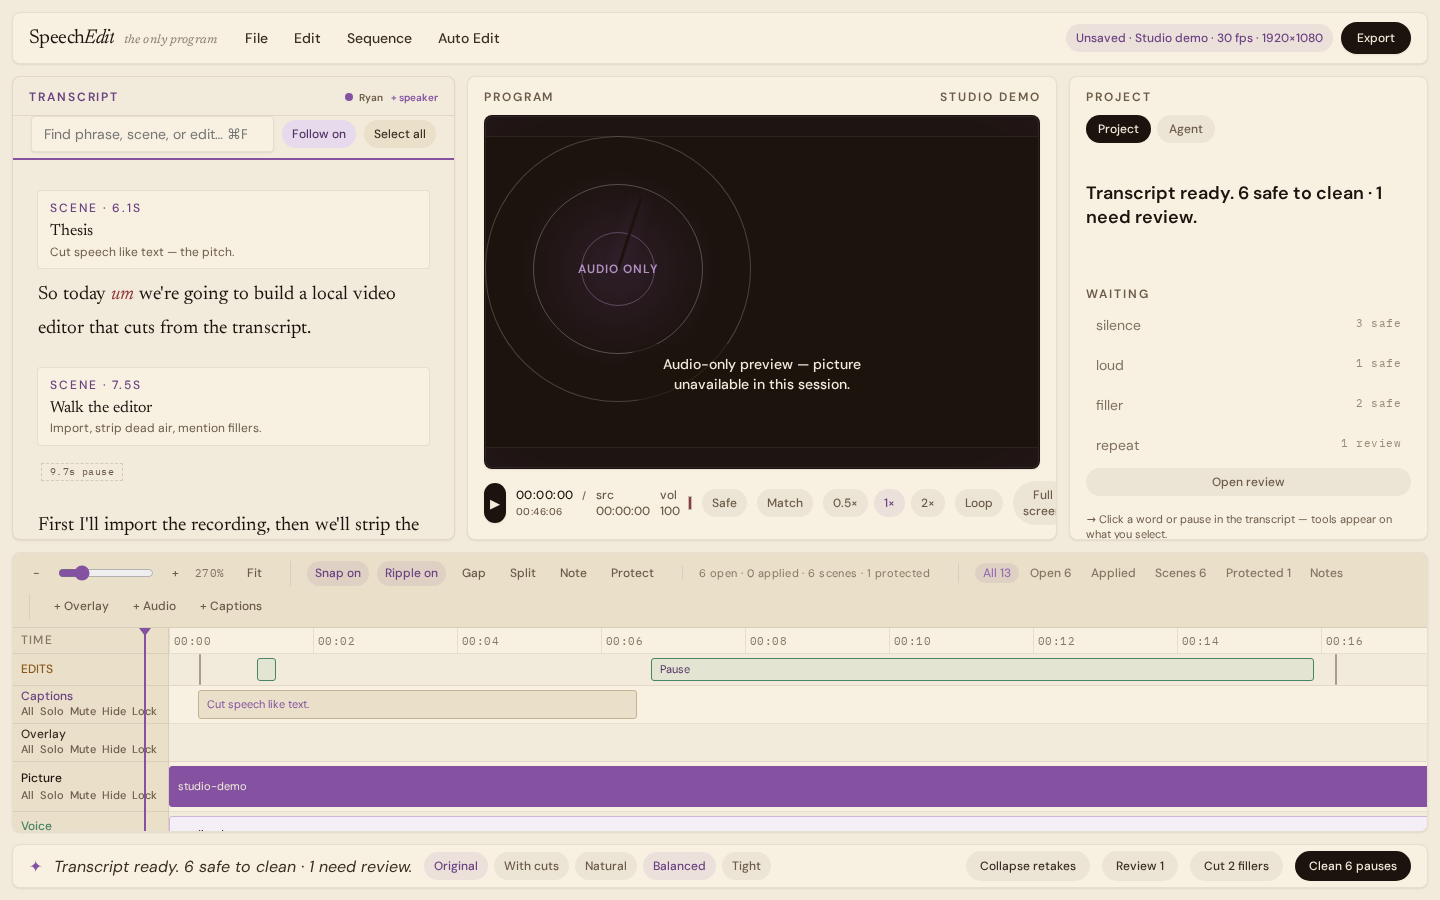 SpeechEdit the only program File Edit Sequence Auto Edit Unsaved · Studio demo · 30 fps · 1920×1080 Export
TRANSCRIPT Ryan + speaker
Find phrase, scene, or edit… ⌘F Follow on Select all
SCENE · 6.1S
Thesis
Cut speech like text — the pitch.
So today um we're going to build a local video
editor that cuts from the transcript.
SCENE · 7.5S
Walk the editor
Import, strip dead air, mention fillers.
9.7s pause
First I'll import the recording, then we'll strip the
PROGRAM STUDIO DEMO
AUDIO ONLY
Audio-only preview — picture
unavailable in this session.
▶ 00:00:00 / 00:46:06 src 00:00:00 vol 100 Safe Match 0.5× 1× 2× Loop Full
PROJECT
Project Agent
Transcript ready. 6 safe to clean · 1
need review.
WAITING
silence 3 safe
loud 1 safe
filler 2 safe
repeat 1 review
Open review
→ Click a word or pause in the transcript — tools appear on
what you select.
− + 270% Fit Snap on Ripple on Gap Split Note Protect 6 open · 0 applied · 6 scenes · 1 protected All 13 Open 6 Applied Scenes 6 Protected 1 Notes
+ Overlay + Audio + Captions
TIME 00:00 00:02 00:04 00:06 00:08 00:10 00:12 00:14 00:16
EDITS Pause
Captions
All Solo Mute Hide Lock
Cut speech like text.
Overlay
All Solo Mute Hide Lock
Picture
All Solo Mute Hide Lock
studio-demo
Voice
✦ Transcript ready. 6 safe to clean · 1 need review. Original With cuts Natural Balanced Tight Collapse retakes Review 1 Cut 2 fillers Clean 6 pauses